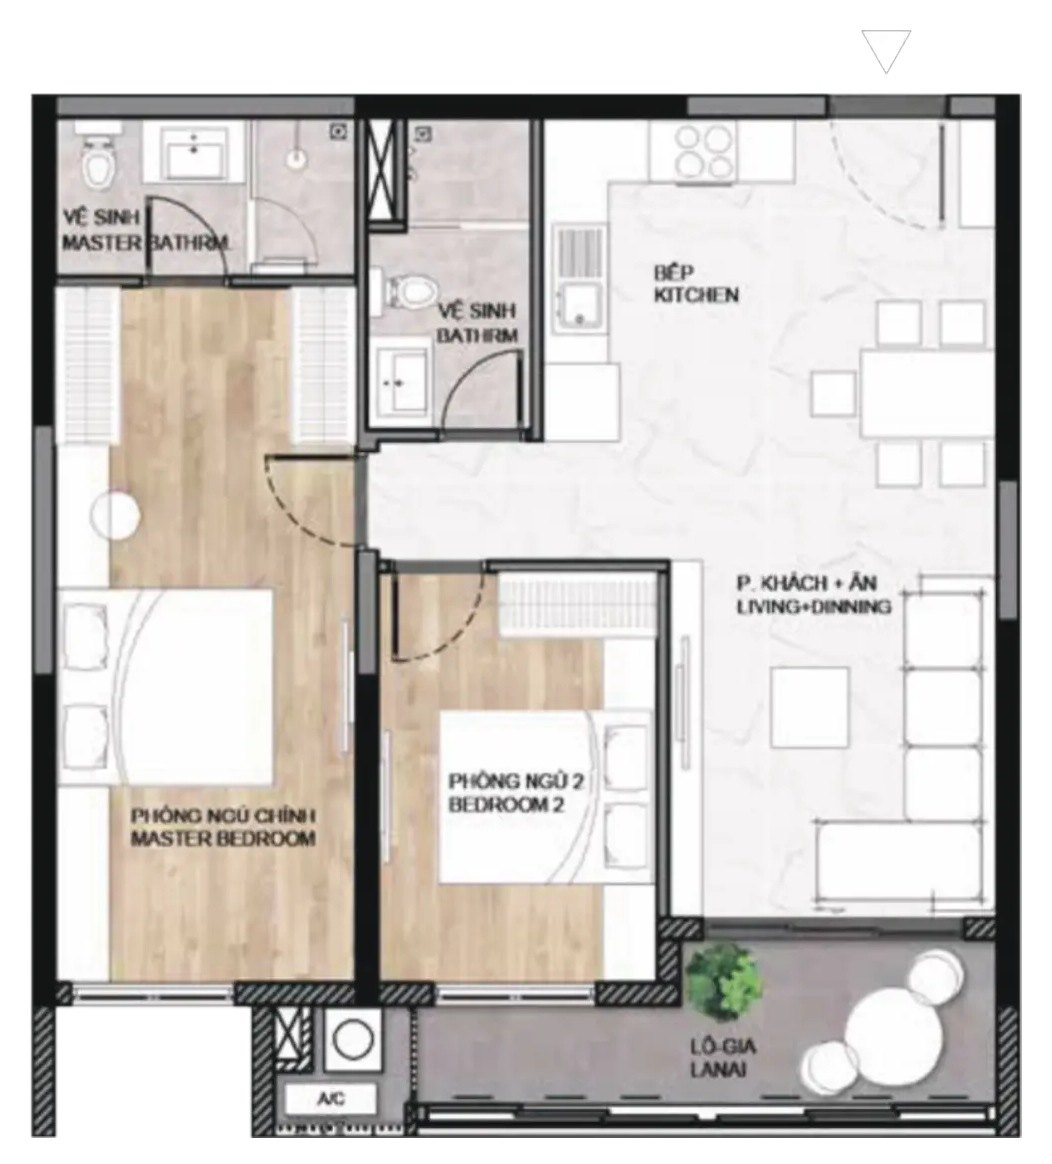 VỆ SINH
MASTER BATHRM
VỆ SINH
BATHRM
BẾP
KITCHEN
P. KHÁCH + ĂN
LIVING+DINNING
PHÒNG NGỦ 2
BEDROOM 2
PHÒNG NGỦ CHÍNH
MASTER BEDROOM
LÔ-GIA
LANAI
A/C